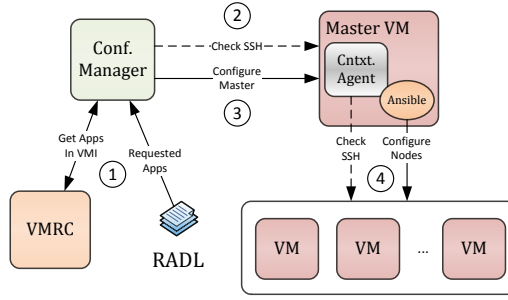 2
Conf.
Manager
Check SSH
Configure
Master
3
Master VM
Cntxt.
Agent
Ansible
Get Apps
In VMI
1
Requested
Apps
Check
SSH
Configure
Nodes
4
VMRC
RADL
VM
VM
...
VM